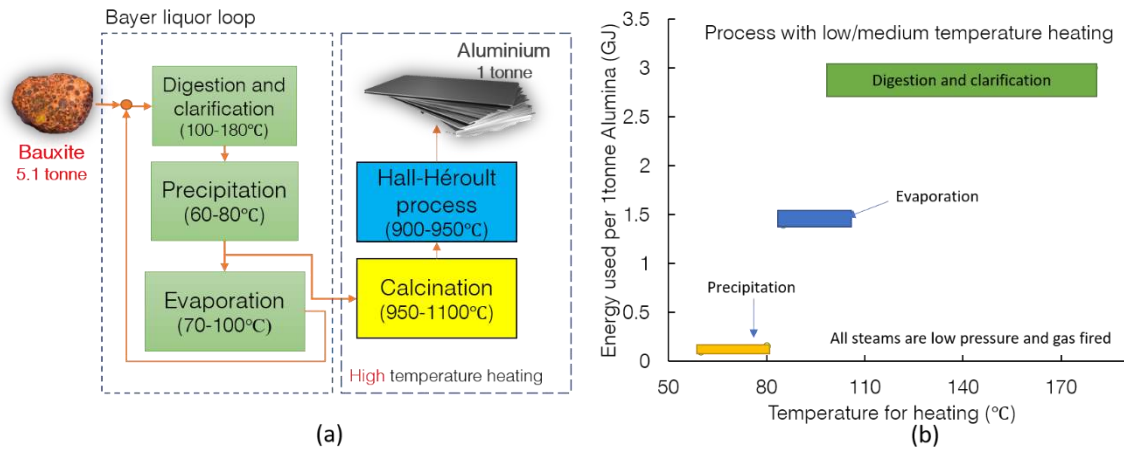 Bayer liquor loop
Bauxite
5.1 tonne
Digestion and
clarification
(100-180℃)
Precipitation
(60-80℃)
Evaporation
(70-100℃)
Aluminium
1 tonne
Hall-Héroult
process
(900-950℃)
Calcination
(950-1100℃)
High temperature heating
(a)
Energy used per 1tonne Alumina (GJ)
3.5
3
2.5
2
1.5
1
0.5
0
Process with low/medium temperature heating
Digestion and clarification
Evaporation
Precipitation
All steams are low pressure and gas fired
50
80
110
140
170
Temperature for heating (℃)
(b)